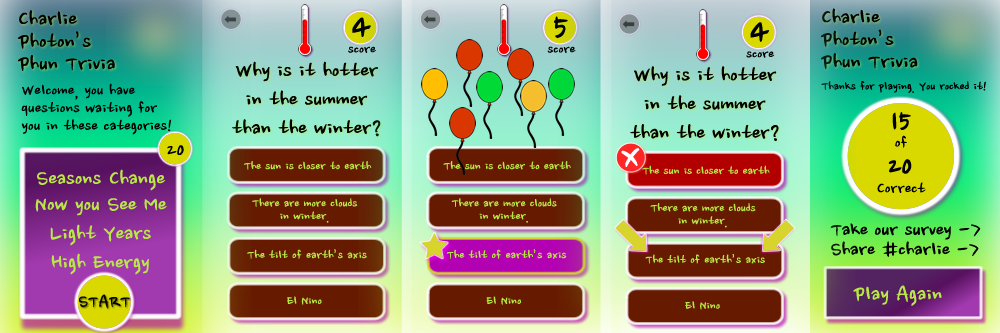 Charlie
Photon's
Phun Trivia
Welcome, you have
questions waiting for
you in these categories!
20
Seasons Change
Now you See Me
Light Years
High Energy
START
4
score
Why is it hotter
in the summer
than the winter?
The sun is closer to earth
There are more clouds
in winter.
The tilt of earth's axis
El Nino
5
score
The sun is closer to earth
There are more clouds
in winter.
The tilt of earth's axis
El Nino
4
score
Why is it hotter
in the summer
than the winter?
The sun is closer to earth
There are more clouds
in winter.
The tilt of earth's axis
El Nino
Charlie
Photon's
Phun Trivia
Thanks for playing. You rocked it!
15
of
20
Correct
Take our survey ->
Share #charlie ->
Play Again